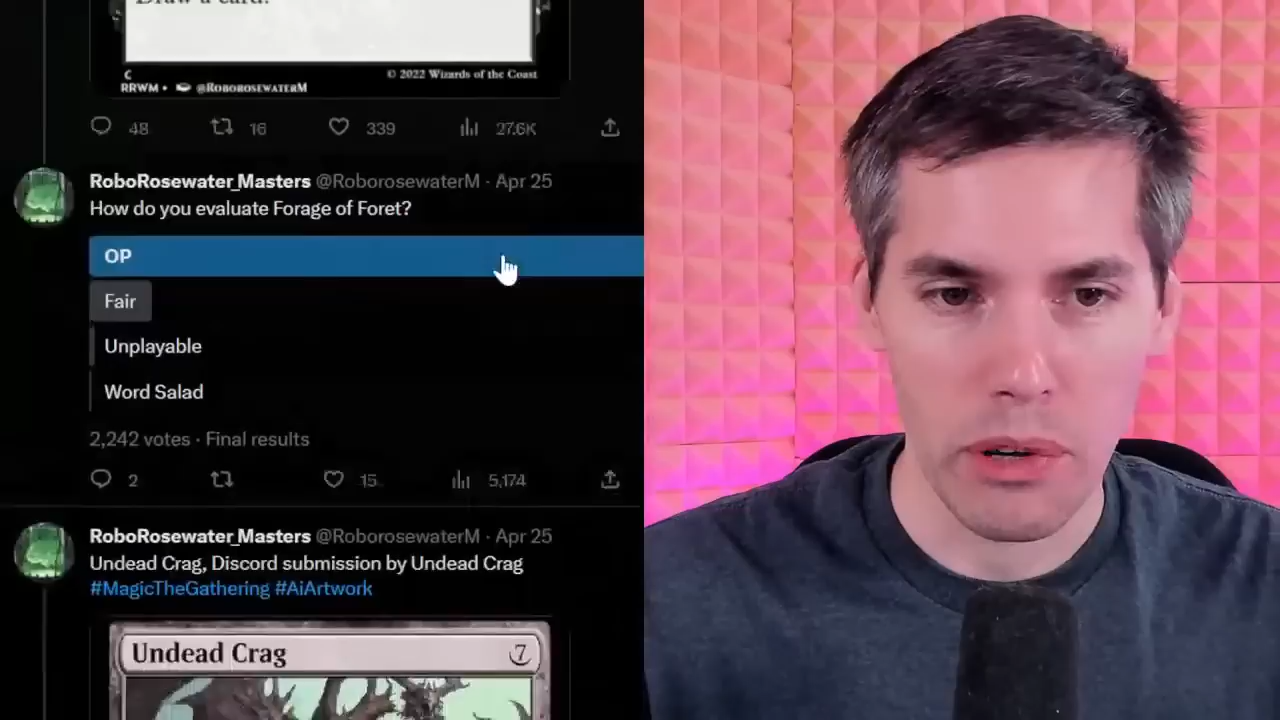 Draw a card.
C
RRWM • @ROBOROSEWATERM
© 2022 Wizards of the Coast
48 16 339 27.6K
RoboRosewater_Masters @RoborosewaterM · Apr 25
How do you evaluate Forage of Foret?
OP
Fair
Unplayable
Word Salad
2,242 votes · Final results
2 15 5,174
RoboRosewater_Masters @RoborosewaterM · Apr 25
Undead Crag, Discord submission by Undead Crag
#MagicTheGathering #AiArtwork
Undead Crag 7